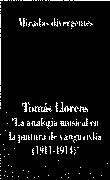 Miradas divergentes
Tomás Llorens
"La analogía musical en
la pintura de vanguardia
(1911-1914)"